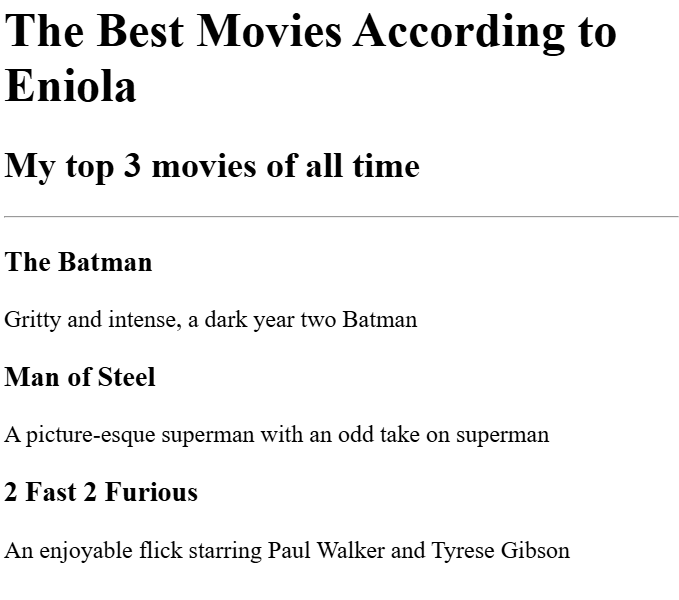 The Best Movies According to
Eniola
My top 3 movies of all time
The Batman
Gritty and intense, a dark year two Batman
Man of Steel
A picture-esque superman with an odd take on superman
2 Fast 2 Furious
An enjoyable flick starring Paul Walker and Tyrese Gibson